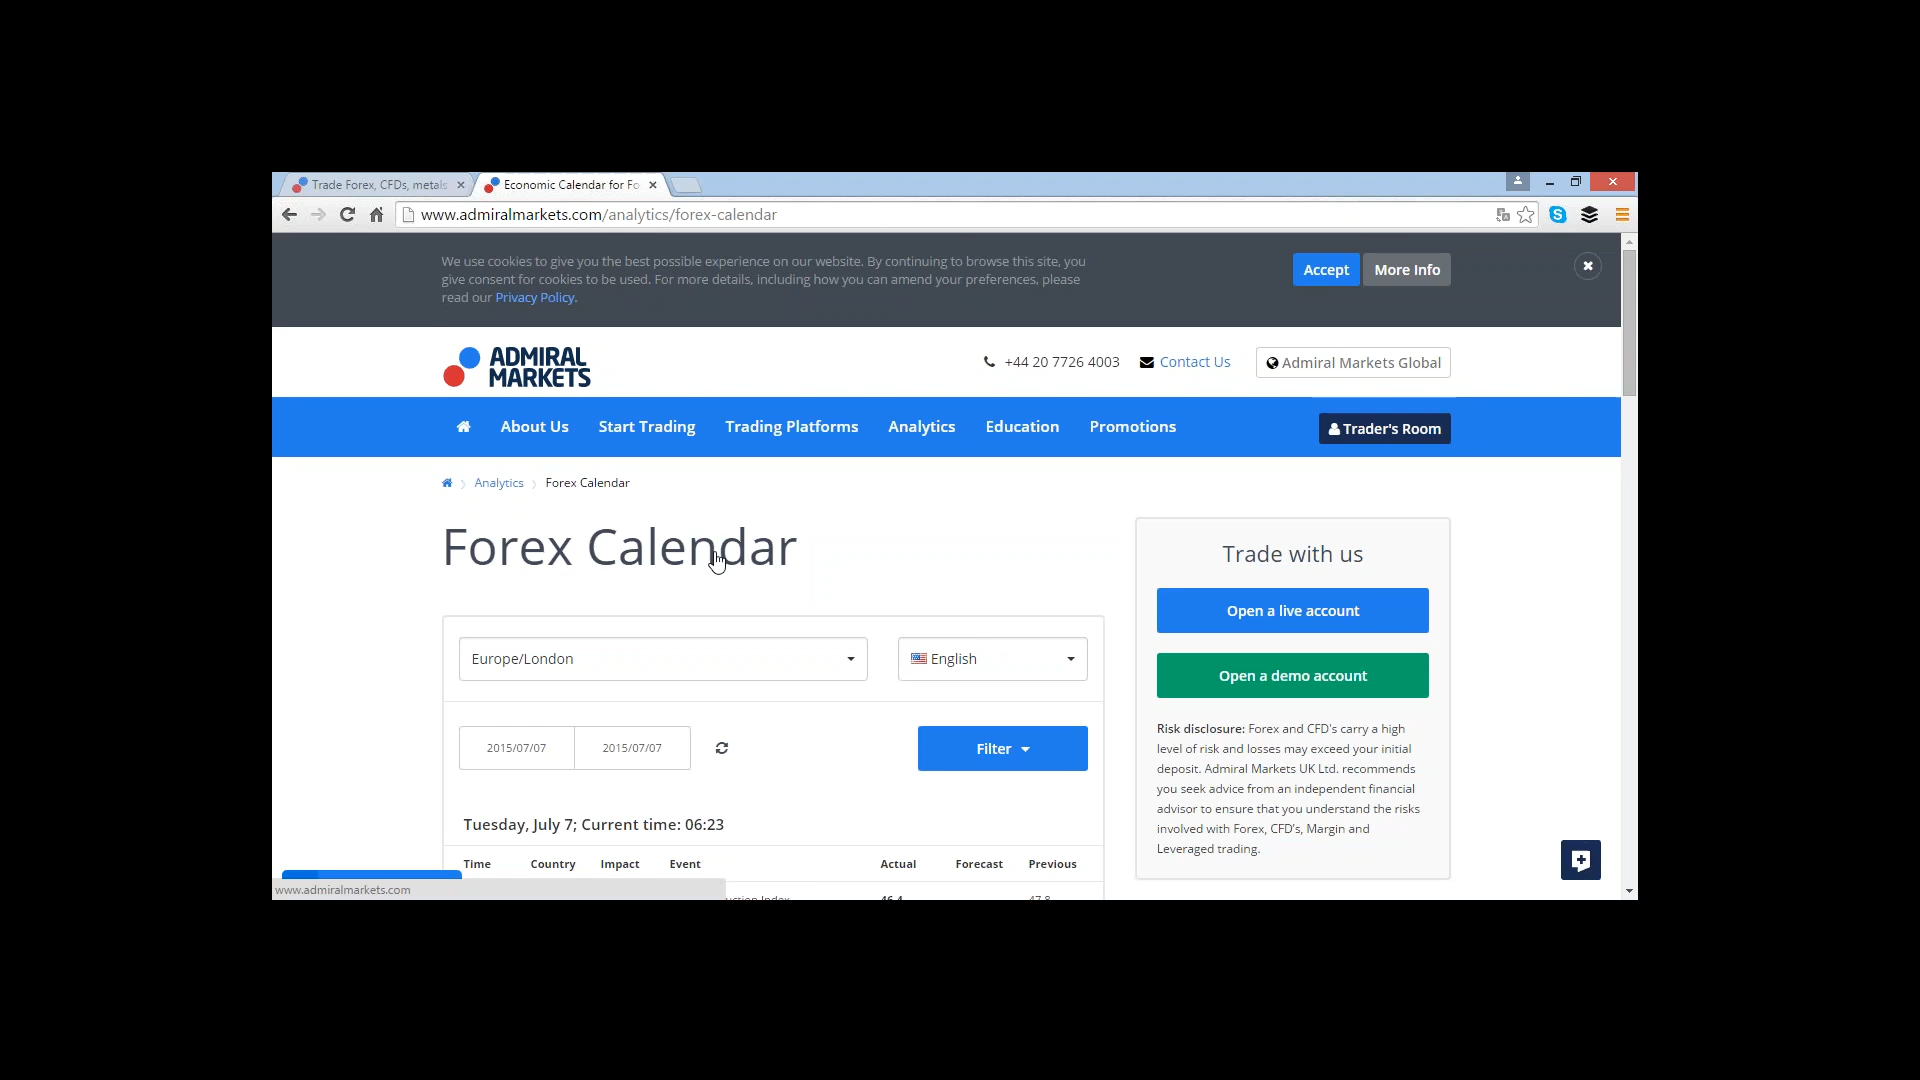 Trade Forex, CFDs, metals
Economic Calendar for Fo
www.admiralmarkets.com/analytics/forex-calendar
We use cookies to give you the best possible experience on our website. By continuing to browse this site, you
give consent for cookies to be used. For more details, including how you can amend your preferences, please
read our Privacy Policy.
Accept
More Info
ADMIRAL
MARKETS
+44 20 7726 4003
Contact Us
Admiral Markets Global
About Us
Start Trading
Trading Platforms
Analytics
Education
Promotions
Trader's Room
Analytics
Forex Calendar
Forex Calendar
Europe/London
English
2015/07/07
2015/07/07
Filter
Tuesday, July 7; Current time: 06:23
Time Country Impact Event Actual Forecast Previous
www.admiralmarkets.com
Trade with us
Open a live account
Open a demo account
Risk disclosure: Forex and CFD's carry a high
level of risk and losses may exceed your initial
deposit. Admiral Markets UK Ltd. recommends
you seek advice from an independent financial
advisor to ensure that you understand the risks
involved with Forex, CFD's, Margin and
Leveraged trading.